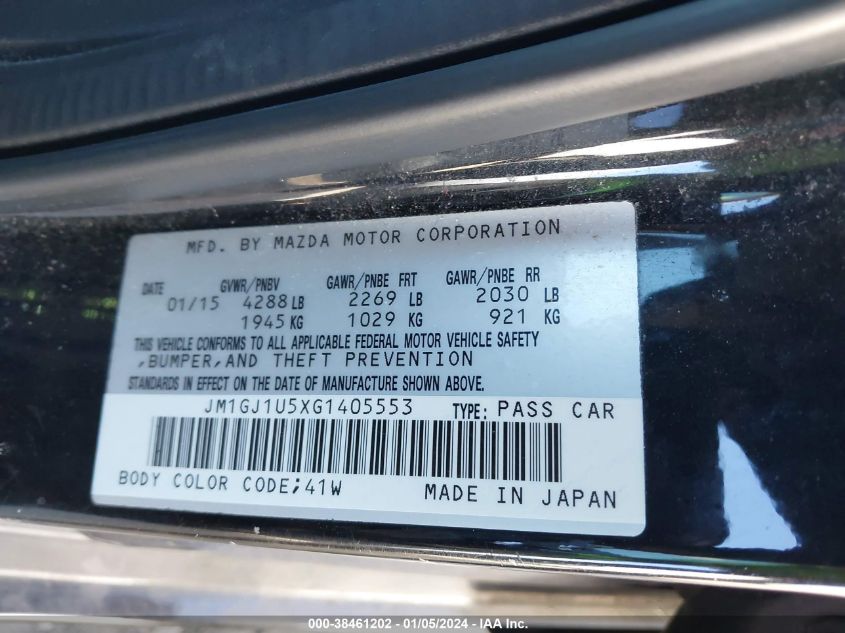 MFD. BY MAZDA MOTOR CORPORATION
DATE GVWR/PNBV GAWR/PNBE FRT GAWR/PNBE RR
01/15 4288 LB 2269 LB 2030 LB
1945 KG 1029 KG 921 KG
THIS VEHICLE CONFORMS TO ALL APPLICABLE FEDERAL MOTOR VEHICLE SAFETY
,BUMPER,AND THEFT PREVENTION
STANDARDS IN EFFECT ON THE DATE OF MANUFACTURE SHOWN ABOVE.
JM1GJ1U5XG1405553 TYPE: PASS CAR
BODY COLOR CODE;41W MADE IN JAPAN
000-38461202 - 01/05/2024 - IAA Inc.